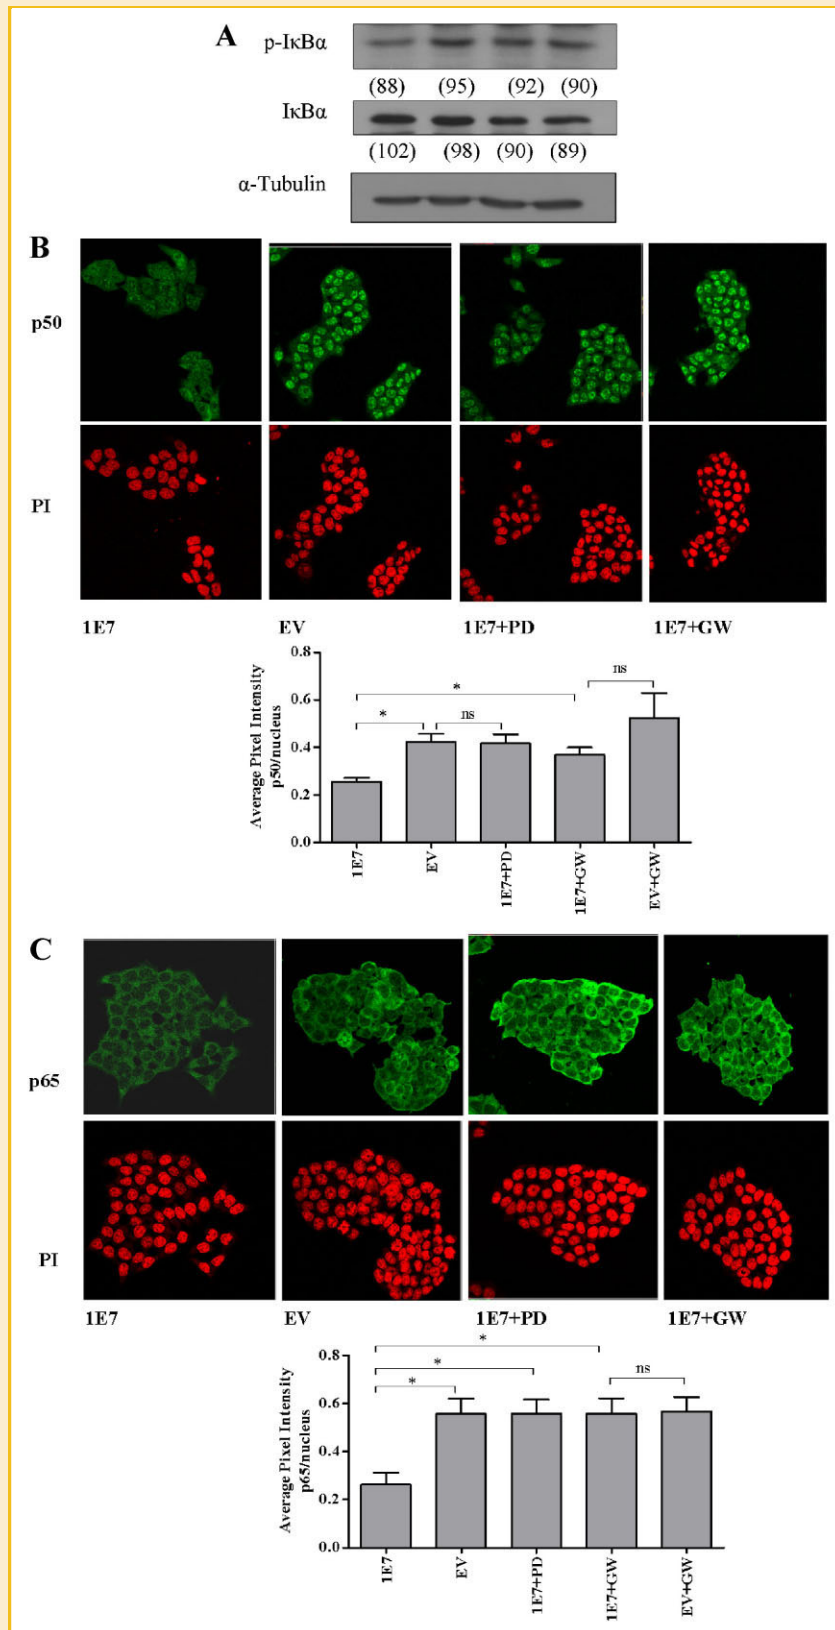 A
p-IκBα
(88) (95) (92) (90)
IκBα
(102) (98) (90) (89)
α-Tubulin
B
p50
PI
1E7 EV 1E7+PD 1E7+GW
Average Pixel Intensity
p50/nucleus
0.8
0.6
0.4
0.2
0.0
*
*
ns
ns
1E7
EV
1E7+PD
1E7+GW
EV+GW
C
p65
PI
1E7 EV 1E7+PD 1E7+GW
Average Pixel Intensity
p65/nucleus
0.8
0.6
0.4
0.2
0.0
*
*
*
ns
1E7
EV
1E7+PD
1E7+GW
EV+GW